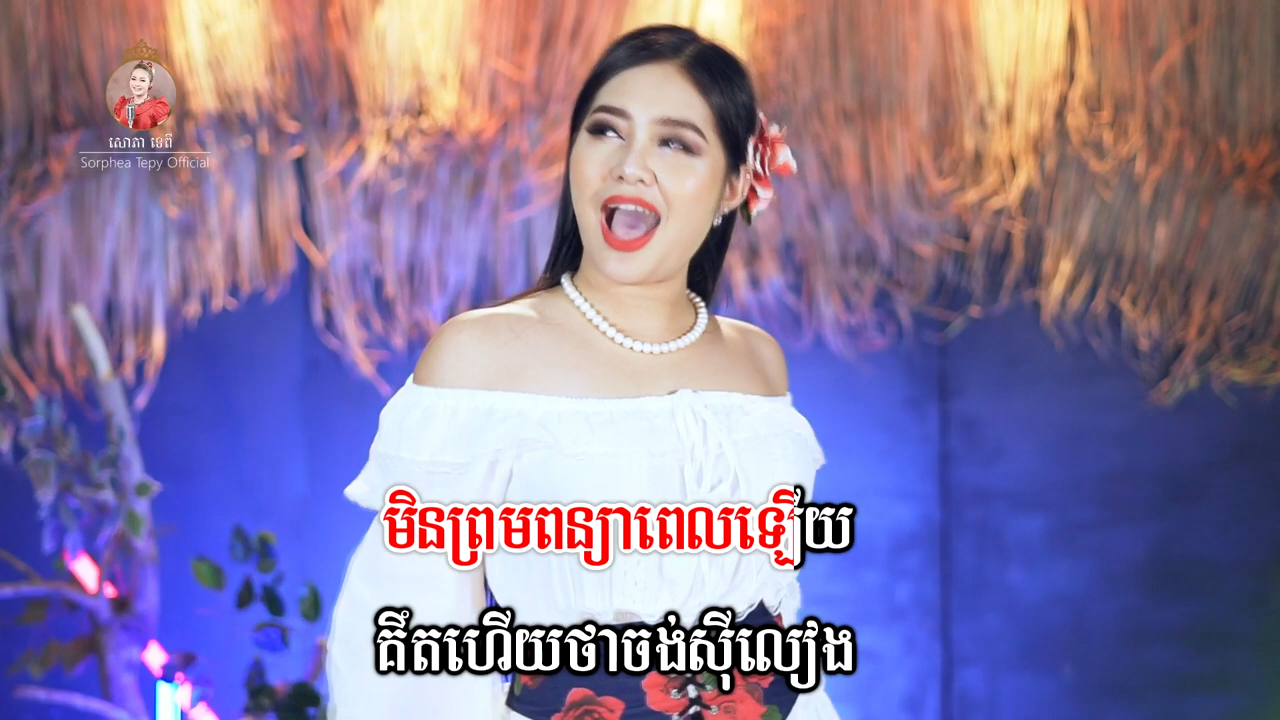 សោភា ទេពី
Sorphea Tepy Official
មិនព្រមពន្យាពេលឡើយ
គឹតហើយថាចង់ស៊ីលៀង